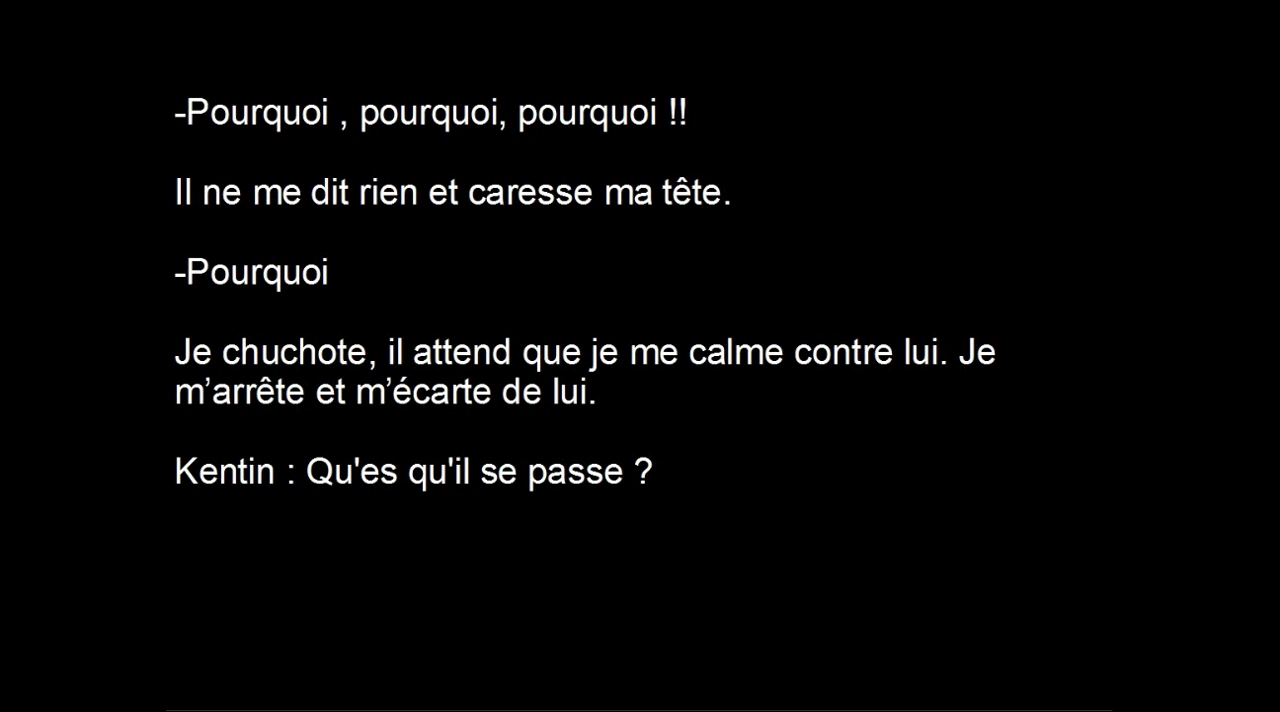 -Pourquoi , pourquoi, pourquoi !!
Il ne me dit rien et caresse ma tête.
-Pourquoi
Je chuchote, il attend que je me calme contre lui. Je
m’arrête et m’écarte de lui.
Kentin : Qu'es qu'il se passe ?